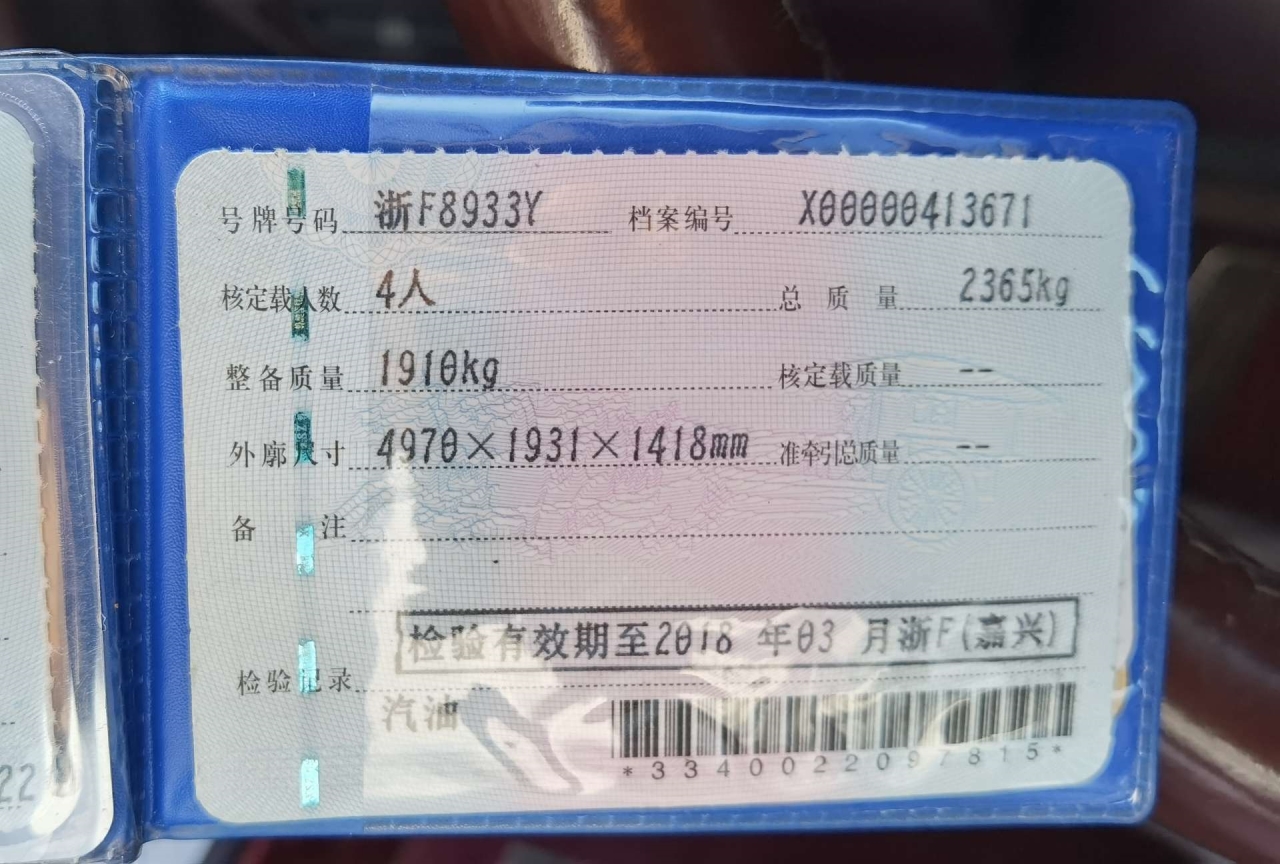 号牌号码 浙F8933Y 档案编号 X00000413671
核定载人数 4人 总质量 2365kg
整备质量 1910kg 核定载质量 --
外廓尺寸 4970×1931×1418mm 准牵引总质量 --
备注
检验有效期至2018年03月浙F(嘉兴)
检验记录
汽油
*3340022097815*
22